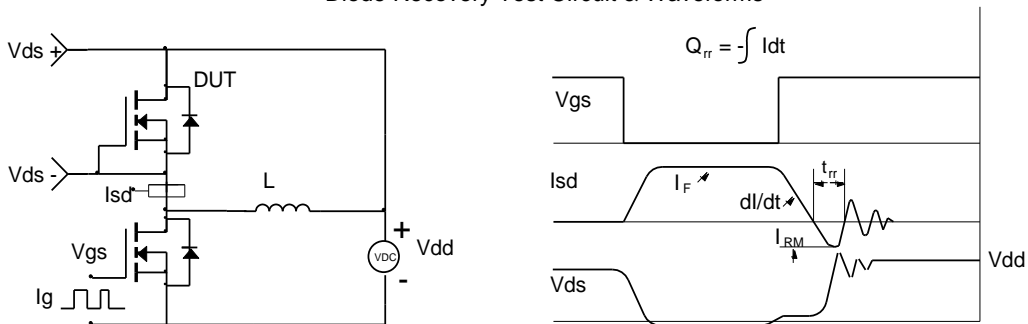 Diode Recovery Test Circuit & Waveforms
Vds +
DUT
Vds -
Isd
L
Vgs
Ig
+
VDC
-
Vdd
Qrr = -∫ Idt
Vgs
Isd
IF
dI/dt
trr
IRM
Vds
Vdd